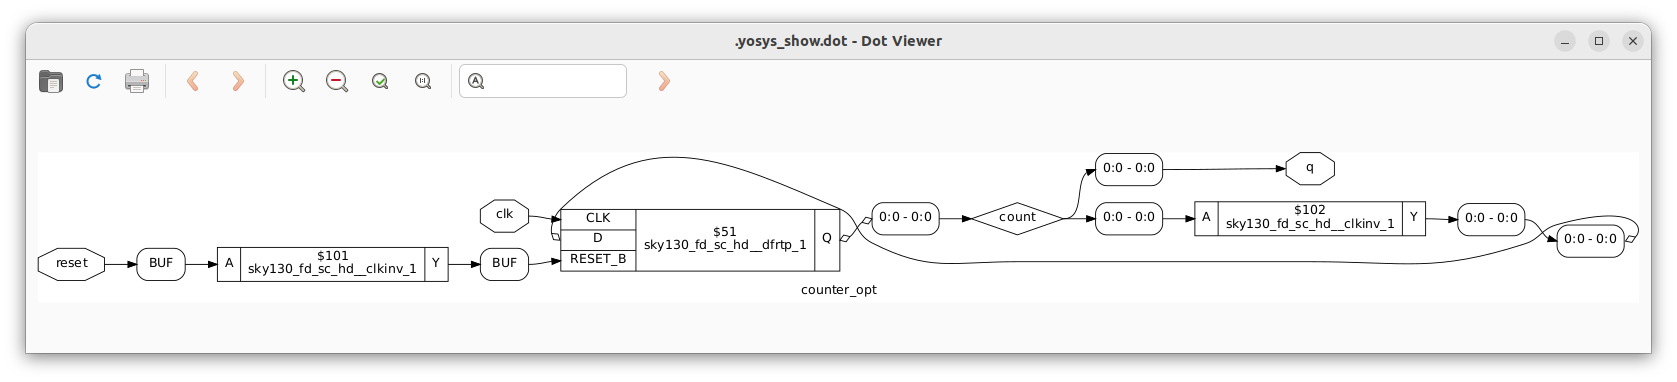 .yosys_show.dot - Dot Viewer
A
1:1
0:0 - 0:0
q
clk
CLK
D
RESET_B
$51
sky130_fd_sc_hd__dfrtp_1
Q
0:0 - 0:0
count
0:0 - 0:0
A
$102
sky130_fd_sc_hd__clkinv_1
Y
0:0 - 0:0
0:0 - 0:0
reset
BUF
A
$101
sky130_fd_sc_hd__clkinv_1
Y
BUF
counter_opt